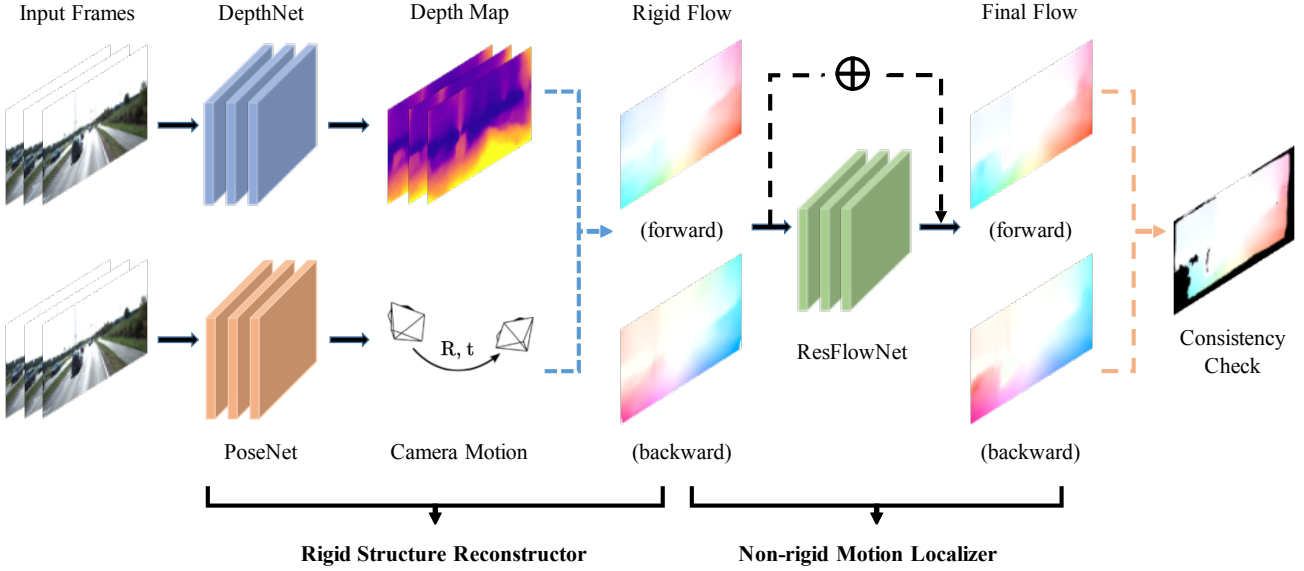 Input Frames
DepthNet
Depth Map
Rigid Flow
Final Flow
(forward)
(forward)
R, t
ResFlowNet
Consistency
Check
PoseNet
Camera Motion
(backward)
(backward)
Rigid Structure Reconstructor
Non-rigid Motion Localizer